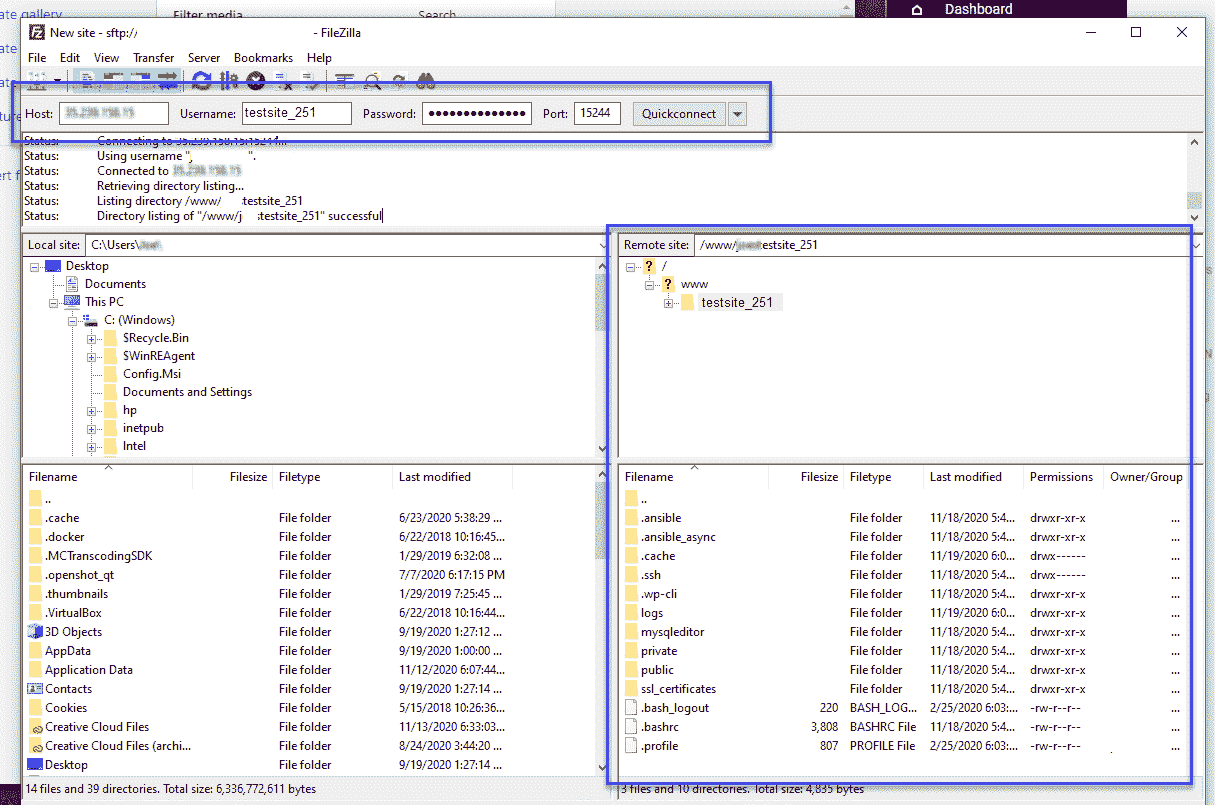 ate gallery
Filter media
Search
Dashboard
New site - sftp:// - FileZilla
File Edit View Transfer Server Bookmarks Help
Host: Username: testsite_251 Password: ●●●●●●●●●●●●●● Port: 15244 Quickconnect
Status: Connecting to
Status: Using username " ".
Status: Connected to
Status: Retrieving directory listing...
Status: Listing directory /www/ :testsite_251
Status: Directory listing of "/www/j :testsite_251" successful
Local site: C:\Users\
Desktop
Documents
This PC
C: (Windows)
$Recycle.Bin
$WinREAgent
Config.Msi
Documents and Settings
hp
inetpub
Intel
Remote site: /www/ estsite_251
/
www
testsite_251
Filename Filesize Filetype Last modified
..
.cache File folder 6/23/2020 5:38:29 ...
.docker File folder 6/22/2018 10:16:45...
.MCTranscodingSDK File folder 1/29/2019 6:32:08 ...
.openshot_qt File folder 7/7/2020 6:17:15 PM
.thumbnails File folder 1/29/2019 7:25:45 ...
.VirtualBox File folder 6/22/2018 10:16:44...
3D Objects File folder 9/19/2020 1:27:12 ...
AppData File folder 9/19/2020 1:00:00 ...
Application Data File folder 11/12/2020 6:07:44...
Contacts File folder 9/19/2020 1:27:14 ...
Cookies File folder 5/15/2018 10:26:36...
Creative Cloud Files File folder 11/13/2020 6:33:03...
Creative Cloud Files (archi... File folder 8/24/2020 3:44:20 ...
Desktop File folder 9/19/2020 1:27:14 ...
14 files and 39 directories. Total size: 6,336,772,611 bytes
Filename Filesize Filetype Last modified Permissions Owner/Group
..
.ansible File folder 11/18/2020 5:4... drwxr-xr-x ...
.ansible_async File folder 11/18/2020 5:4... drwxr-xr-x ...
.cache File folder 11/19/2020 6:0... drwx------ ...
.ssh File folder 11/18/2020 5:4... drwx------ ...
.wp-cli File folder 11/18/2020 5:4... drwxr-xr-x ...
logs File folder 11/19/2020 6:0... drwxr-xr-x ...
mysqleditor File folder 11/18/2020 5:4... drwxr-xr-x ...
private File folder 11/18/2020 5:4... drwxr-xr-x ...
public File folder 11/18/2020 5:4... drwxr-xr-x ...
ssl_certificates File folder 11/18/2020 5:4... drwxr-xr-x ...
.bash_logout 220 BASH_LOG... 2/25/2020 6:03:... -rw-r--r-- ...
.bashrc 3,808 BASHRC File 11/18/2020 5:4... -rw-r--r-- ...
.profile 807 PROFILE File 2/25/2020 6:03:... -rw-r--r-- ...
3 files and 10 directories. Total size: 4,835 bytes